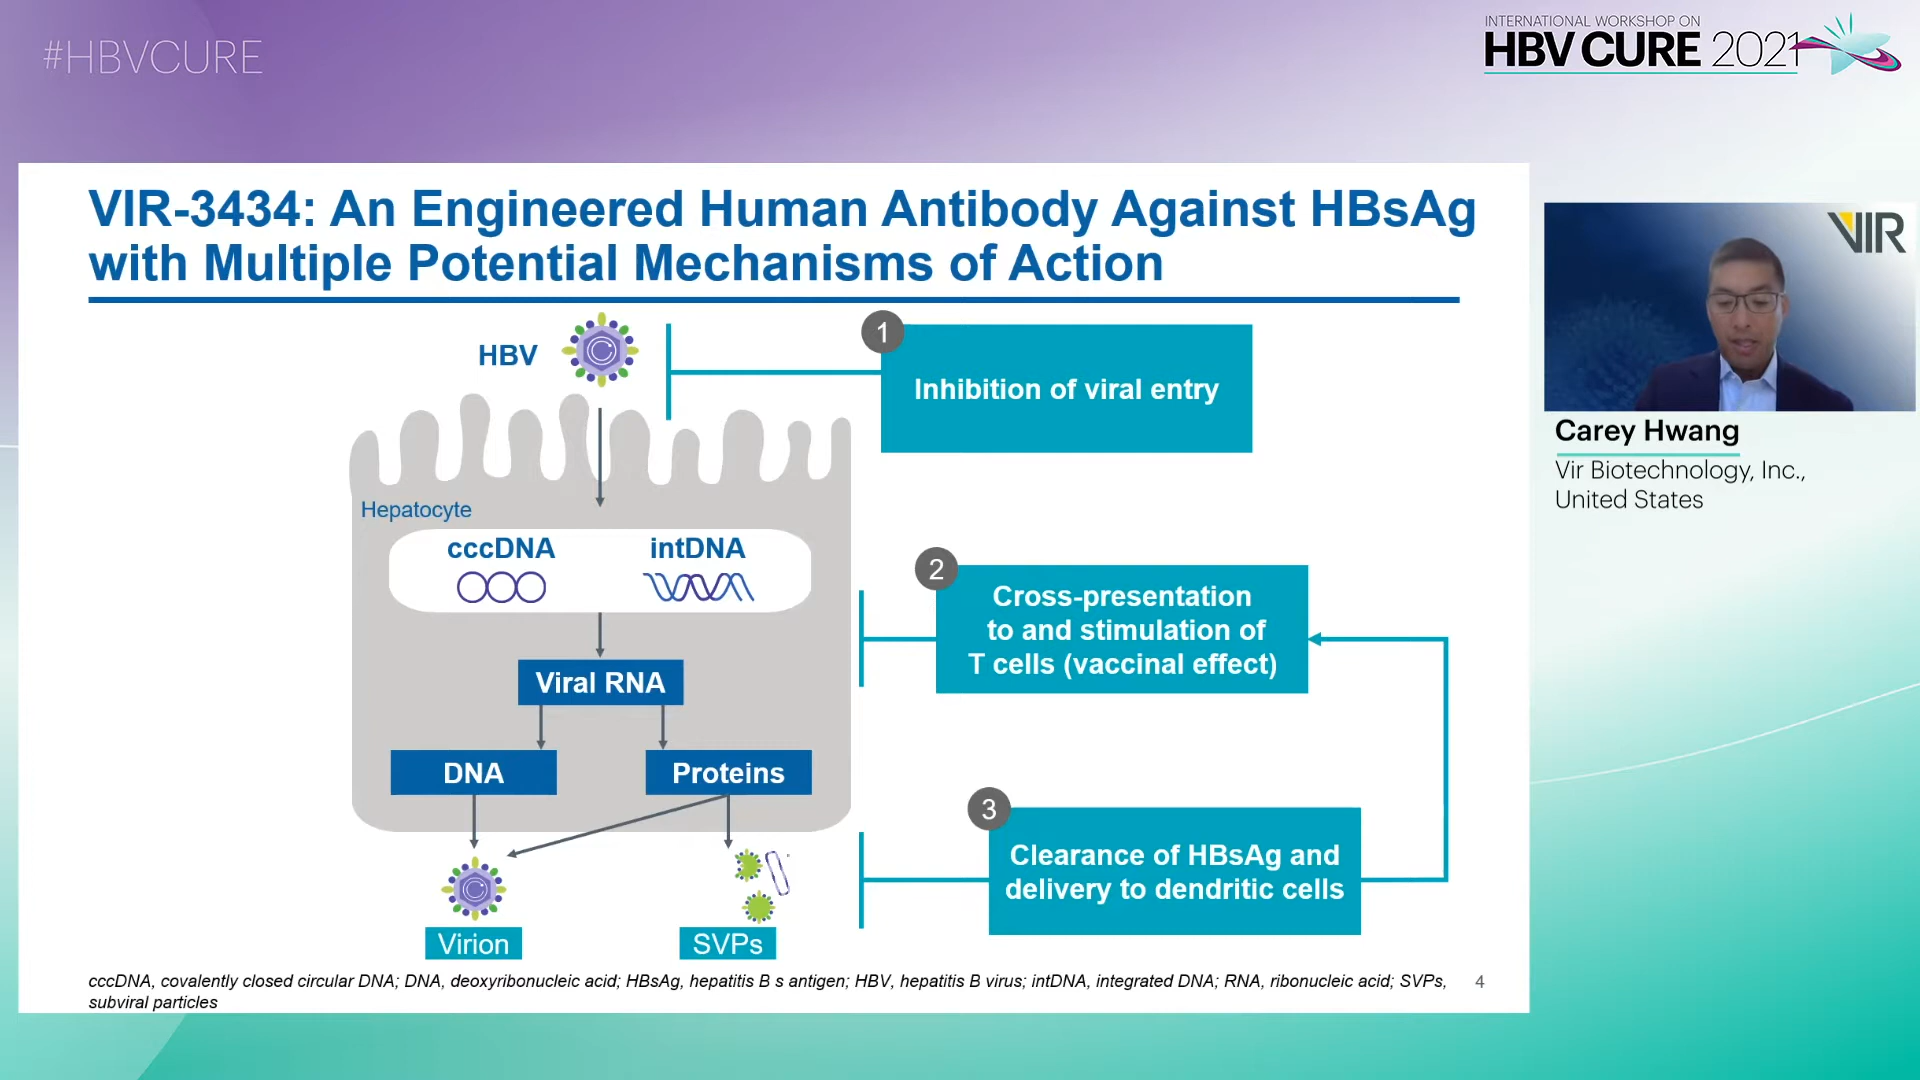 #HBVCURE
INTERNATIONAL WORKSHOP ON
HBV CURE 2021
VIR-3434: An Engineered Human Antibody Against HBsAg
with Multiple Potential Mechanisms of Action
HBV
1
Inhibition of viral entry
Hepatocyte
cccDNA
intDNA
2
Cross-presentation
to and stimulation of
T cells (vaccinal effect)
Viral RNA
DNA
Proteins
3
Clearance of HBsAg and
delivery to dendritic cells
Virion
SVPs
cccDNA, covalently closed circular DNA; DNA, deoxyribonucleic acid; HBsAg, hepatitis B s antigen; HBV, hepatitis B virus; intDNA, integrated DNA; RNA, ribonucleic acid; SVPs,
subviral particles
4
VIR
Carey Hwang
Vir Biotechnology, Inc.,
United States